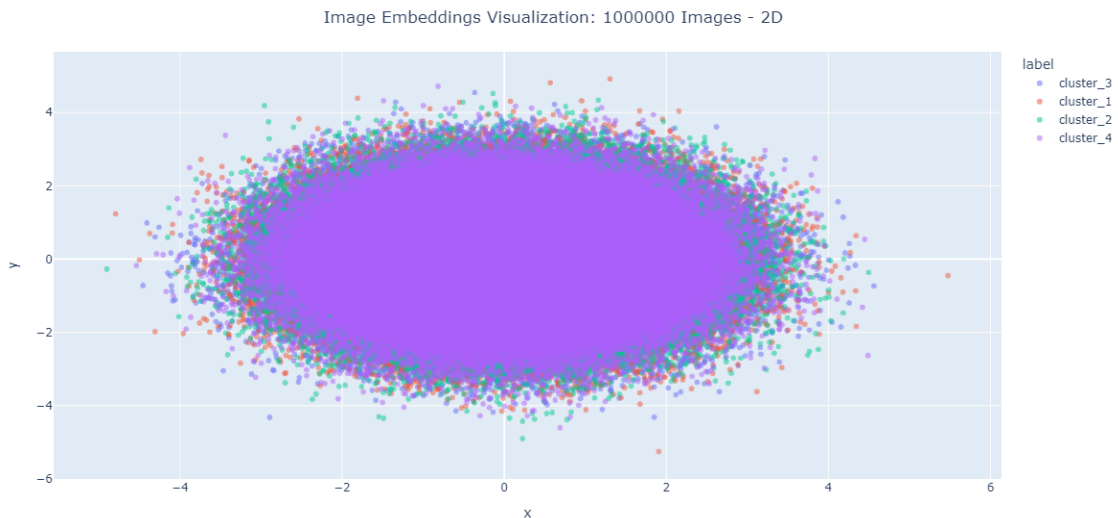 Image Embeddings Visualization: 1000000 Images - 2D
label
cluster_3
cluster_1
cluster_2
cluster_4
4
2
0
−2
−4
−6
y
−4
−2
0
2
4
6
x